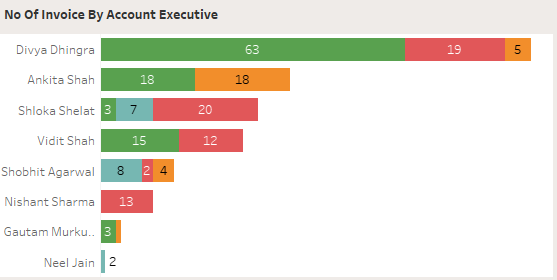 No Of Invoice By Account Executive
Divya Dhingra 63 19 5
Ankita Shah 18 18
Shloka Shelat 3 7 20
Vidit Shah 15 12
Shobhit Agarwal 8 2 4
Nishant Sharma 13
Gautam Murku.. 3
Neel Jain 2